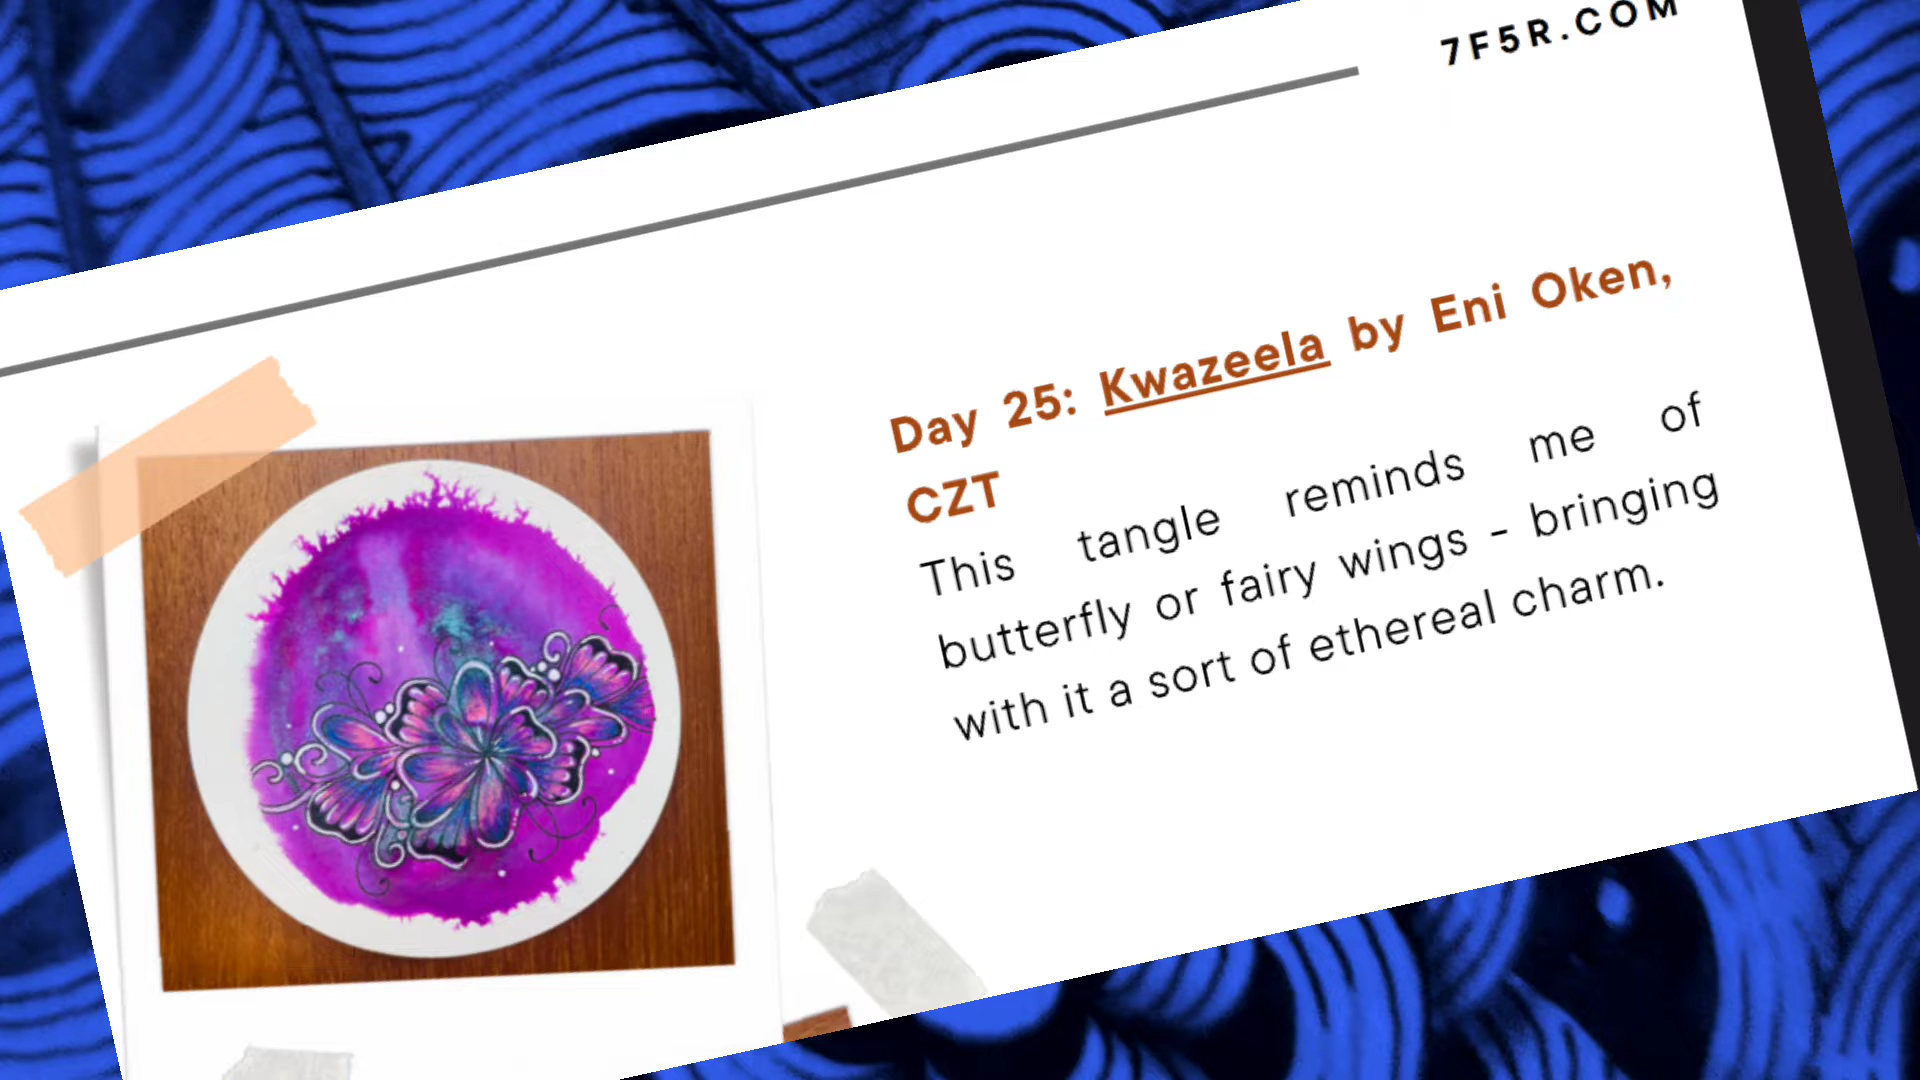 7F5R.COM
Day 25: Kwazeela by Eni Oken,
CZT
This tangle reminds me of
butterfly or fairy wings - bringing
with it a sort of ethereal charm.